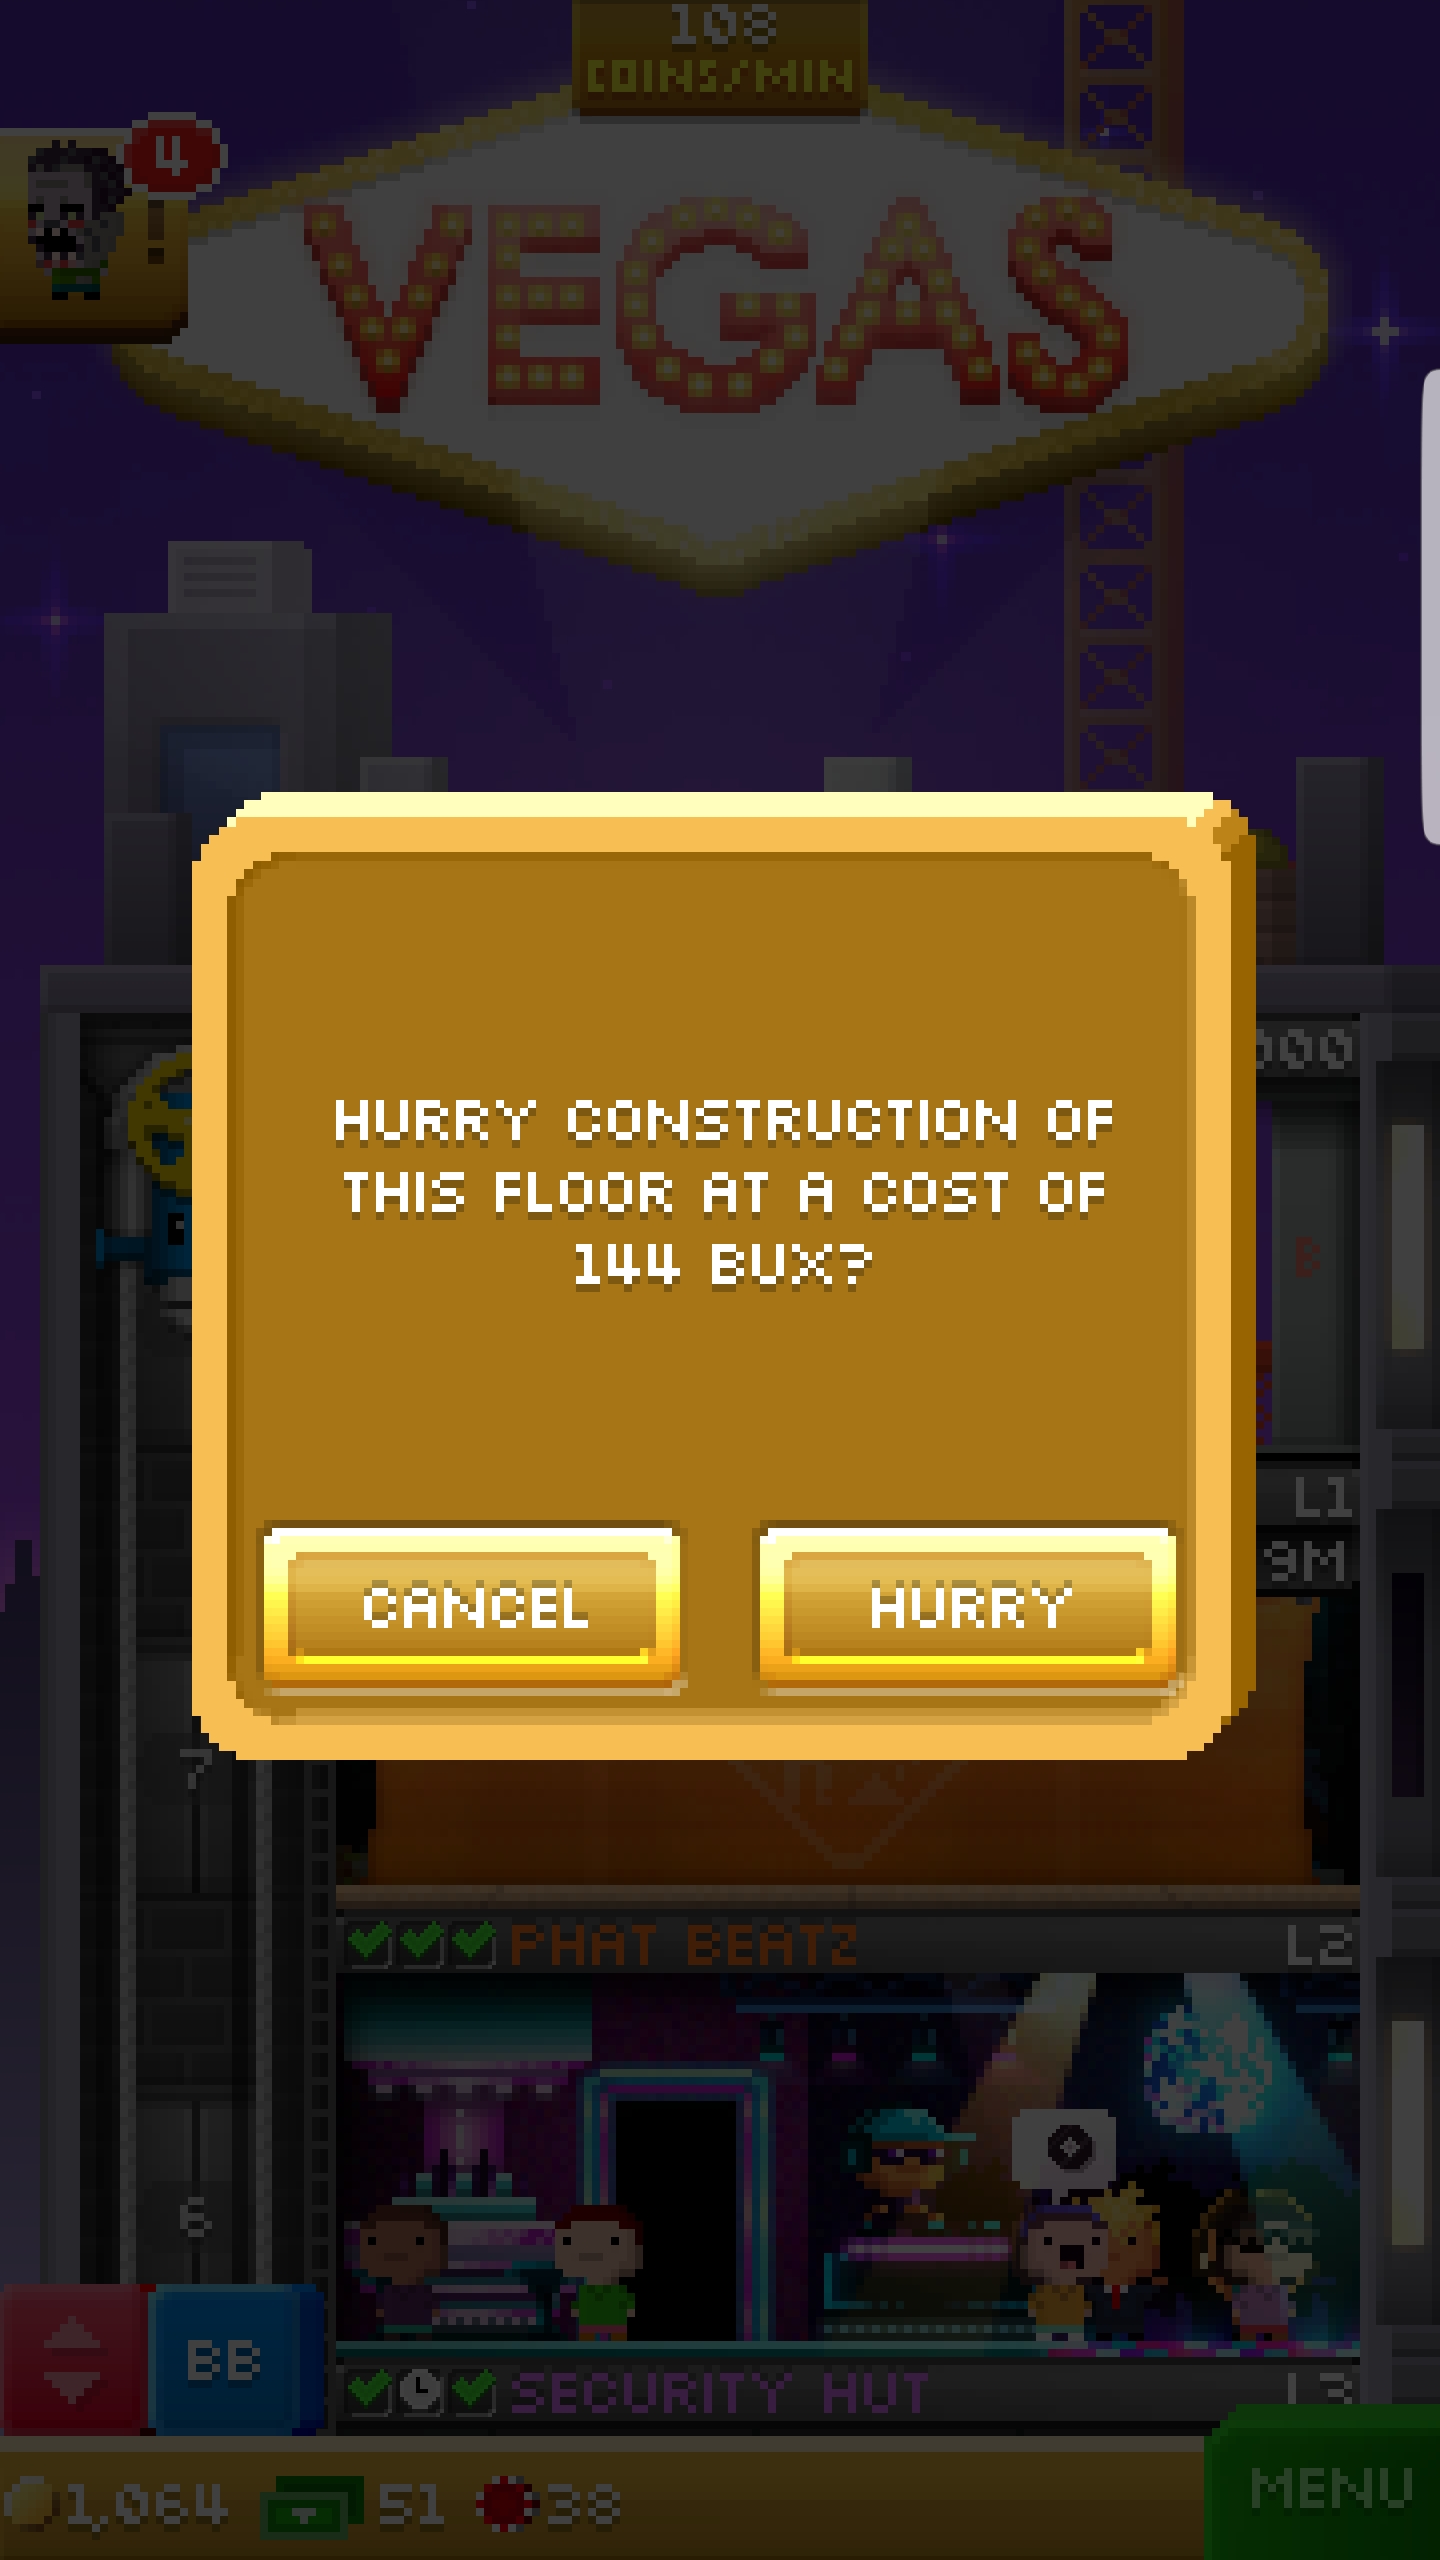 108
COINS/MIN
4
!
VEGAS
000
HURRY CONSTRUCTION OF
THIS FLOOR AT A COST OF
144 BUX?
B
L1
9M
CANCEL
HURRY
7
PHAT BEATZ
L2
6
BB
SECURITY HUT
L3
1,064
51
38
MENU